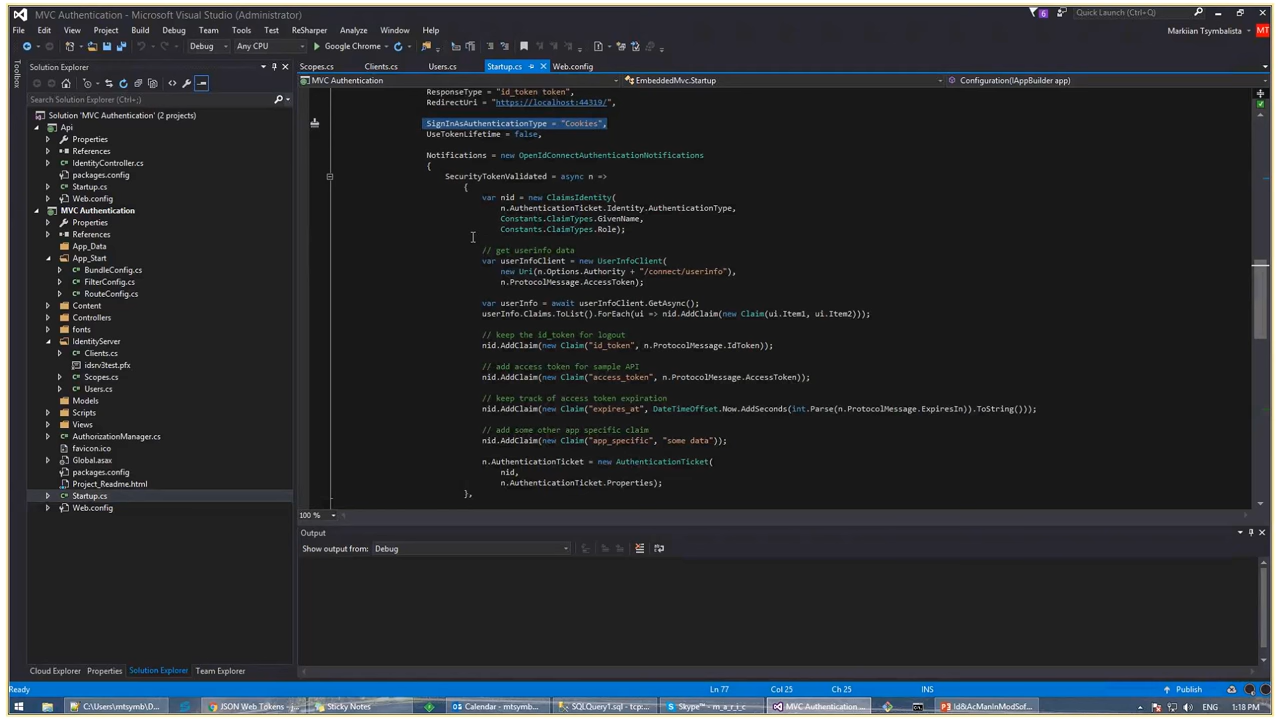 MVC Authentication - Microsoft Visual Studio (Administrator)
6
Quick Launch (Ctrl+;)
File Edit View Project Build Debug Team Tools Test ReSharper Analyze Window Help
Markiian Tsymbalista MT
Debug Any CPU Google Chrome
Toolbox
Solution Explorer
Scopes.cs Clients.cs Users.cs Startup.cs Web.config
MVC Authentication EmbeddedMvc.Startup Configuration(IAppBuilder app)
Search Solution Explorer (Ctrl+;)
Solution 'MVC Authentication' (2 projects)
Api
Properties
References
IdentityController.cs
packages.config
Startup.cs
Web.config
MVC Authentication
Properties
References
App_Data
App_Start
BundleConfig.cs
FilterConfig.cs
RouteConfig.cs
Content
Controllers
fonts
IdentityServer
Clients.cs
idsrv3test.pfx
Scopes.cs
Users.cs
Models
Scripts
Views
AuthorizationManager.cs
favicon.ico
Global.asax
packages.config
Project_Readme.html
Startup.cs
Web.config
ResponseType = "id_token token",
RedirectUri = "https://localhost:44319/",
SignInAsAuthenticationType = "Cookies",
UseTokenLifetime = false,
Notifications = new OpenIdConnectAuthenticationNotifications
{
SecurityTokenValidated = async n =>
{
var nid = new ClaimsIdentity(
n.AuthenticationTicket.Identity.AuthenticationType,
Constants.ClaimTypes.GivenName,
Constants.ClaimTypes.Role);
// get userinfo data
var userInfoClient = new UserInfoClient(
new Uri(n.Options.Authority + "/connect/userinfo"),
n.ProtocolMessage.AccessToken);
var userInfo = await userInfoClient.GetAsync();
userInfo.Claims.ToList().ForEach(ui => nid.AddClaim(new Claim(ui.Item1, ui.Item2)));
// keep the id_token for logout
nid.AddClaim(new Claim("id_token", n.ProtocolMessage.IdToken));
// add access token for sample API
nid.AddClaim(new Claim("access_token", n.ProtocolMessage.AccessToken));
// keep track of access token expiration
nid.AddClaim(new Claim("expires_at", DateTimeOffset.Now.AddSeconds(int.Parse(n.ProtocolMessage.ExpiresIn)).ToString()));
// add some other app specific claim
nid.AddClaim(new Claim("app_specific", "some data"));
n.AuthenticationTicket = new AuthenticationTicket(
nid,
n.AuthenticationTicket.Properties);
},
100 %
Output
Show output from: Debug
Cloud Explorer Properties Solution Explorer Team Explorer
Ready Ln 77 Col 25 Ch 25 INS Publish
C:\Users\mtsymb\D... JSON Web Tokens - j... Sticky Notes Calendar - mtsymb... SQLQuery1.sql - tcp:... Skype™ - m_a_r_i_c MVC Authentication ... Id&AcManInModSof... ENG 1:18 PM